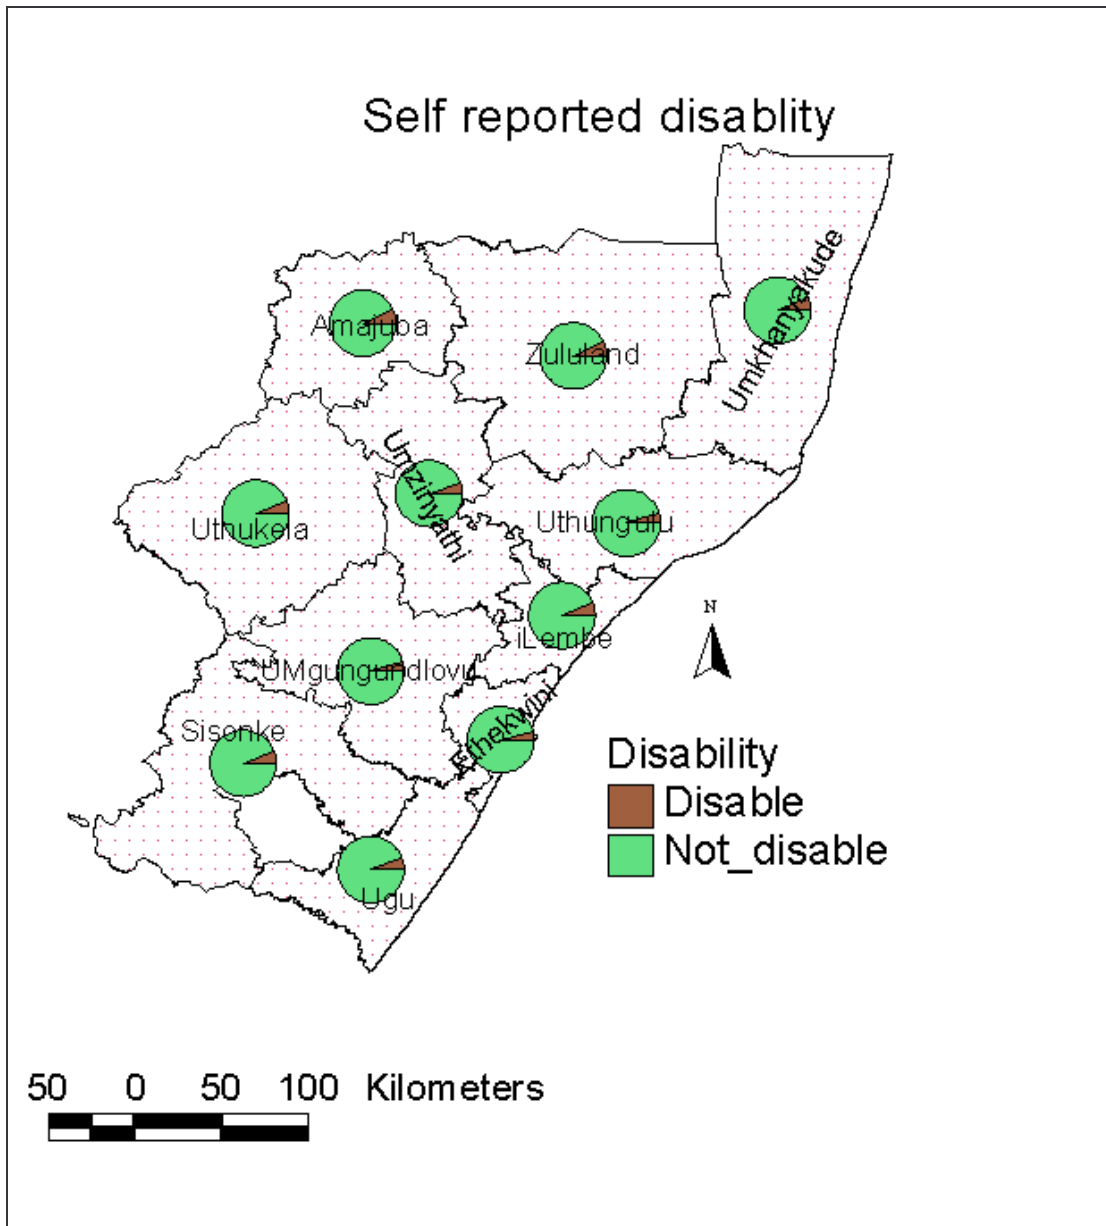 Self reported disablity
Umkhanyakude
Amajuba
Zululand
Umzinyathi
Uthukela
Uthungulu
iLembe
UMgungundlovu
Ethekwini
Sisonke
Ugu
N
Disability
Disable
Not_disable
50 0 50 100 Kilometers